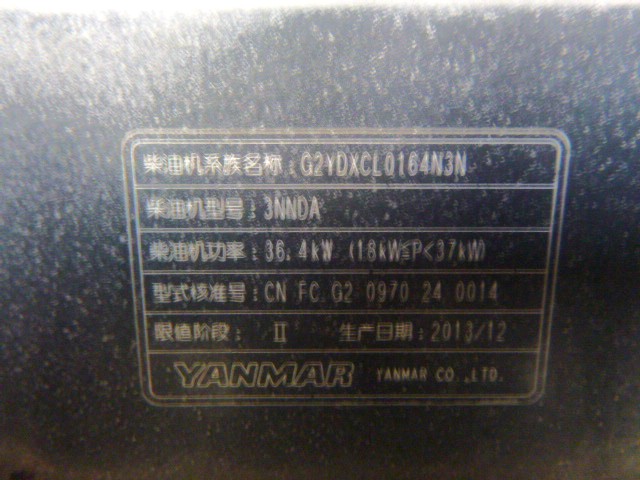 柴油机系族名称: G2YDXCL0164N3N
柴油机型号: 3NNDA
柴油机功率: 36.4kW (18kW≦P<37kW)
型式核准号: CN FC G2 0970 24 0014
限值阶段: Ⅱ 生产日期: 2013/12
YANMAR YANMAR CO.,LTD.